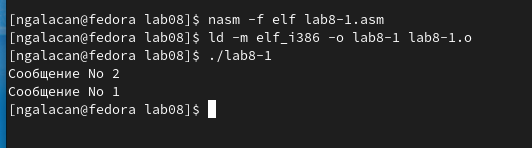 [ngalacan@fedora lab08]$ nasm -f elf lab8-1.asm
[ngalacan@fedora lab08]$ ld -m elf_i386 -o lab8-1 lab8-1.o
[ngalacan@fedora lab08]$ ./lab8-1
Сообщение No 2
Сообщение No 1
[ngalacan@fedora lab08]$